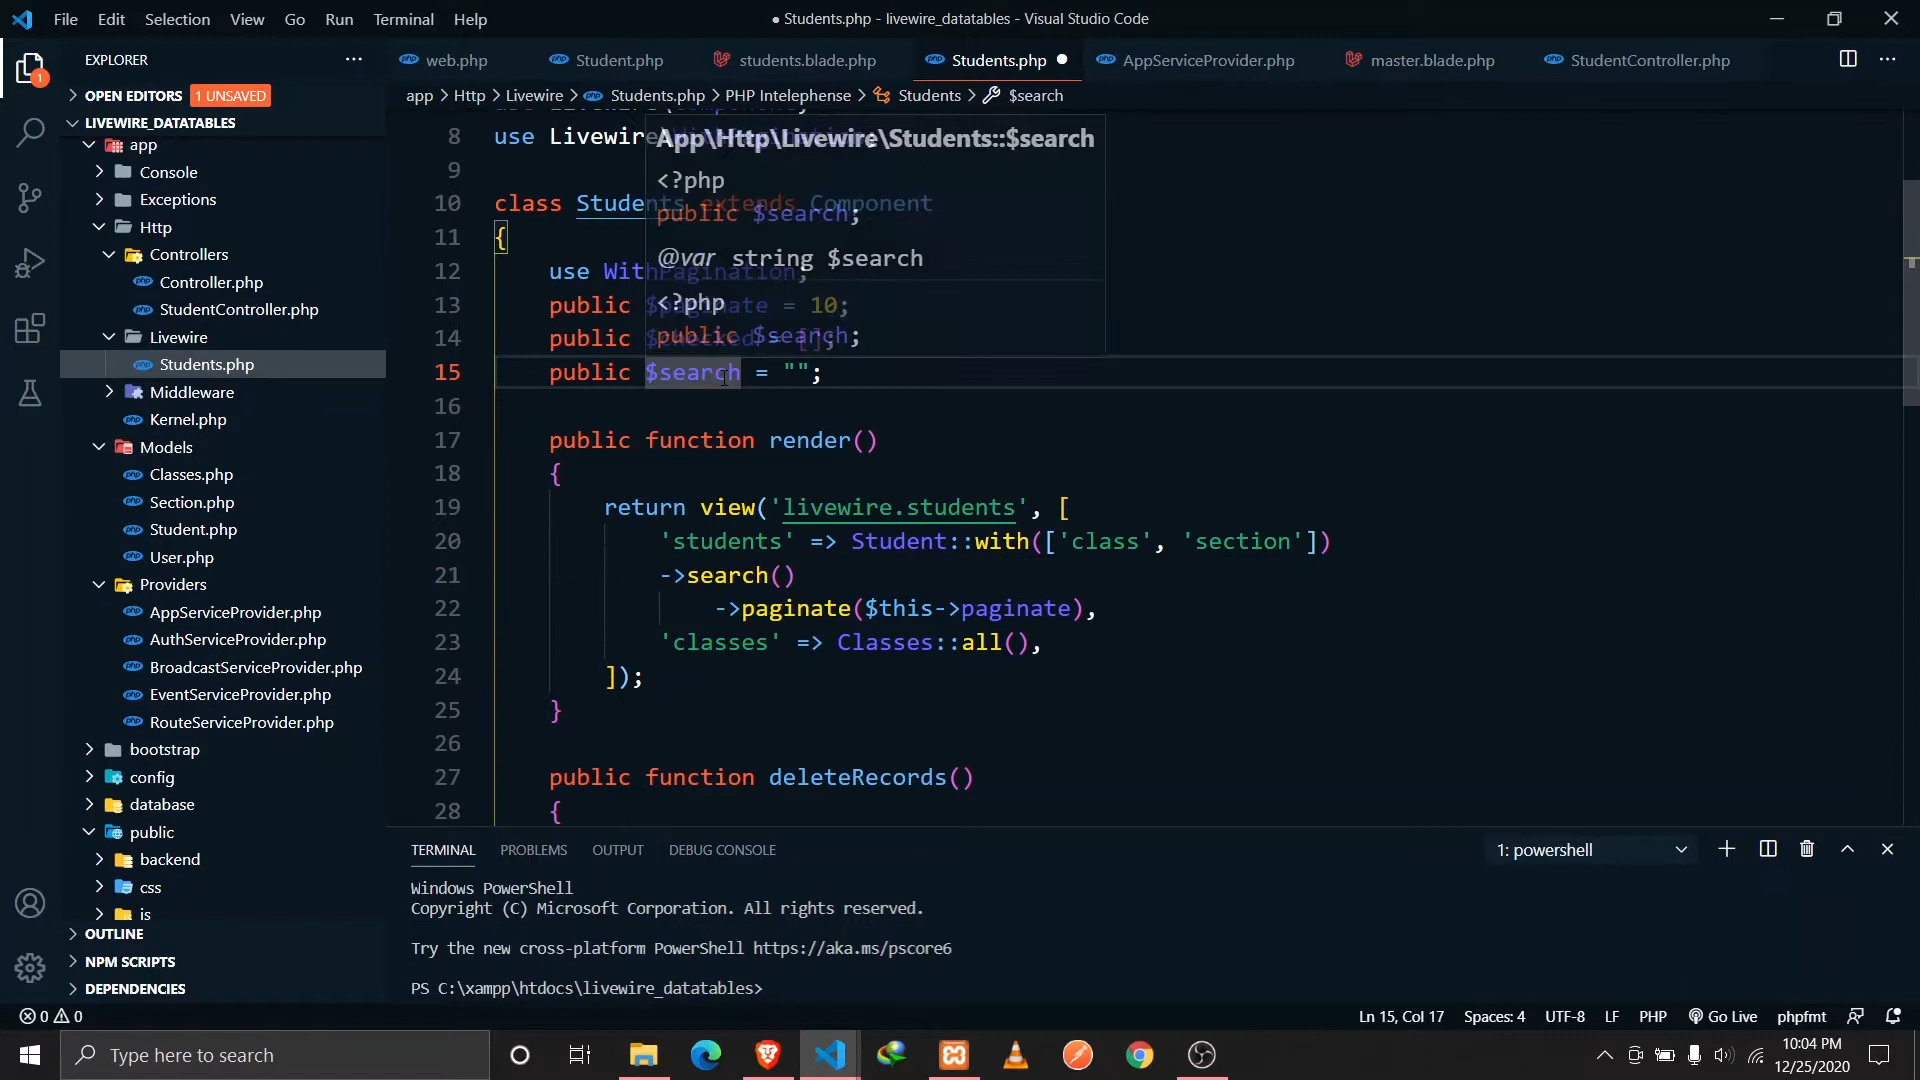 File Edit Selection View Go Run Terminal Help
● Students.php - livewire_datatables - Visual Studio Code
EXPLORER
OPEN EDITORS 1 UNSAVED
LIVEWIRE_DATATABLES
app
Console
Exceptions
Http
Controllers
Controller.php
StudentController.php
Livewire
Students.php
Middleware
Kernel.php
Models
Classes.php
Section.php
Student.php
User.php
Providers
AppServiceProvider.php
AuthServiceProvider.php
BroadcastServiceProvider.php
EventServiceProvider.php
RouteServiceProvider.php
bootstrap
config
database
public
backend
css
js
OUTLINE
NPM SCRIPTS
DEPENDENCIES
web.php Student.php students.blade.php Students.php AppServiceProvider.php master.blade.php StudentController.php
app > Http > Livewire > Students.php > PHP Intelephense > Students > $search
8 use Livewire
9
10 class Students extends Component
11 {
12 use WithPagination;
13 public $paginate = 10;
14 public $checked = [];
15 public $search = "";
16
17 public function render()
18 {
19 return view('livewire.students', [
20 'students' => Student::with(['class', 'section'])
21 ->search()
22 ->paginate($this->paginate),
23 'classes' => Classes::all(),
24 ]);
25 }
26
27 public function deleteRecords()
28 {
App\Http\Livewire\Students::$search
<?php
public $search;
@var string $search
<?php
public $search;
TERMINAL PROBLEMS OUTPUT DEBUG CONSOLE
1: powershell
Windows PowerShell
Copyright (C) Microsoft Corporation. All rights reserved.
Try the new cross-platform PowerShell https://aka.ms/pscore6
PS C:\xampp\htdocs\livewire_datatables>
0 0
Ln 15, Col 17 Spaces: 4 UTF-8 LF PHP Go Live phpfmt
Type here to search
10:04 PM
12/25/2020